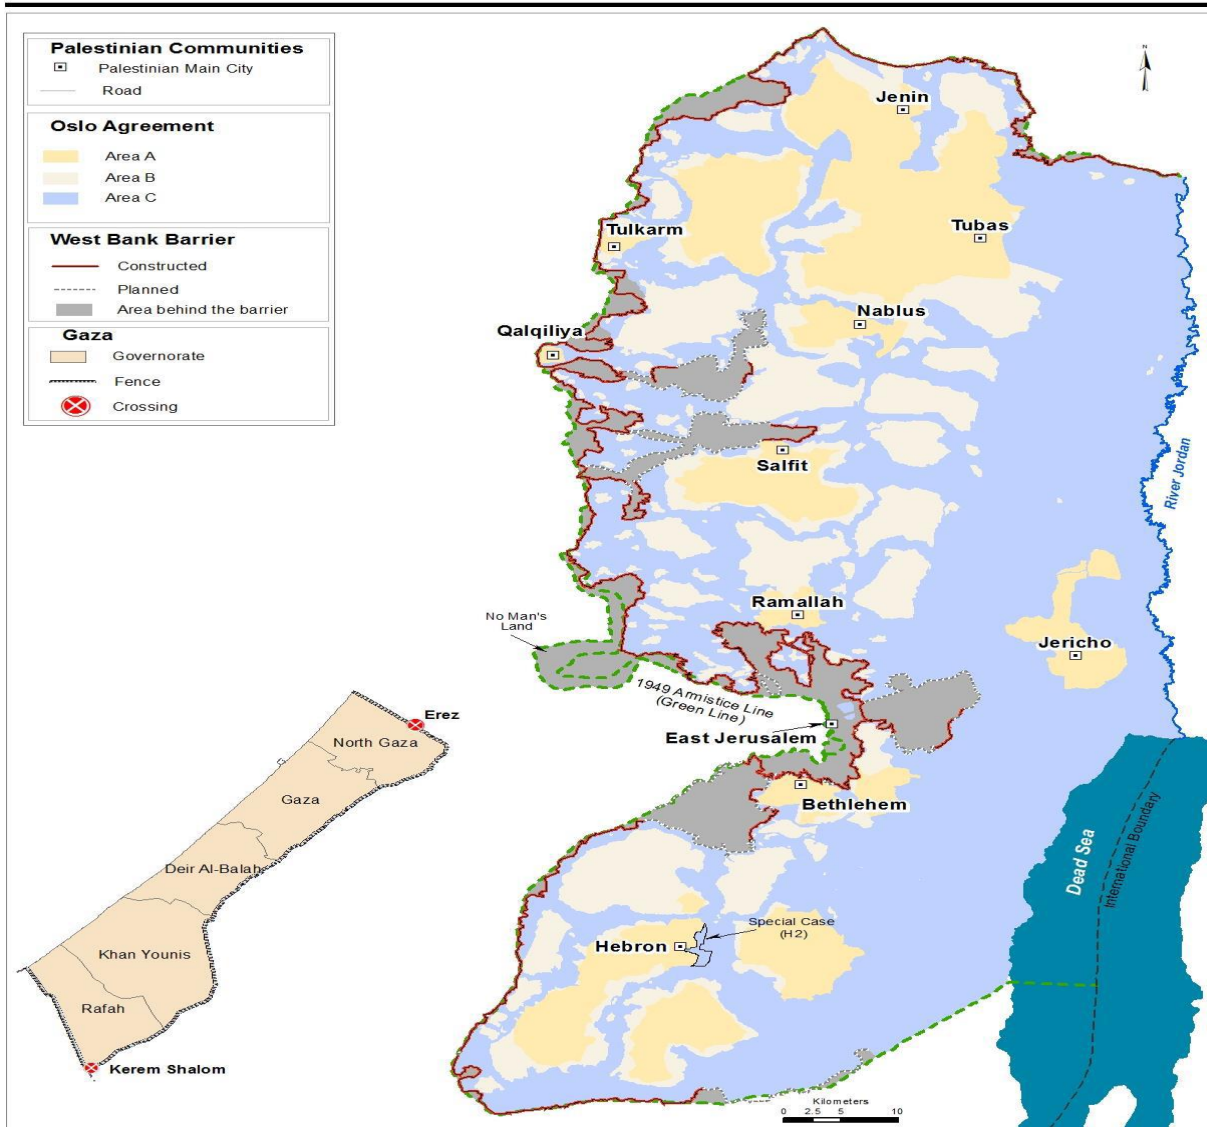 Palestinian Communities
Palestinian Main City
Road
Oslo Agreement
Area A
Area B
Area C
West Bank Barrier
Constructed
Planned
Area behind the barrier
Gaza
Governorate
Fence
Crossing
N
Jenin
Tubas
Tulkarm
Nablus
Qalqiliya
Salfit
River Jordan
Ramallah
No Man's
Land
Jericho
1949 Armistice Line
(Green Line)
East Jerusalem
Bethlehem
Dead Sea
International Boundary
Special Case
(H2)
Hebron
Erez
North Gaza
Gaza
Deir Al-Balah
Khan Younis
Rafah
Kerem Shalom
Kilometers
0 2.5 5 10